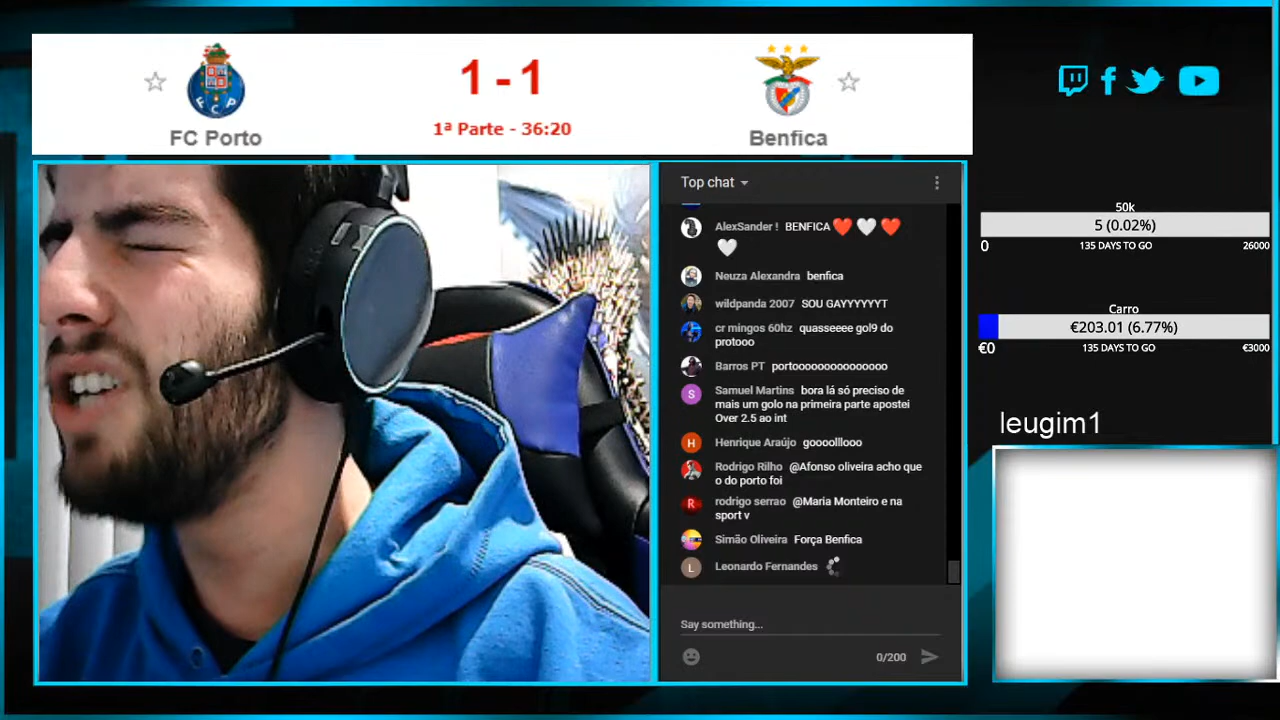 FC Porto
1 - 1
1ª Parte - 36:20
Benfica
Top chat
AlexSander ! BENFICA❤️🤍❤️
🤍
Neuza Alexandra benfica
wildpanda 2007 SOU GAYYYYYYT
cr mingos 60hz quasseeee gol9 do
protooo
Barros PT portooooooooooooooo
S
Samuel Martins bora lá só preciso de
mais um golo na primeira parte apostei
Over 2.5 ao int
H
Henrique Araújo goooolllooo
Rodrigo Rilho @Afonso oliveira acho que
o do porto foi
R
rodrigo serrao @Maria Monteiro e na
sport v
Simão Oliveira Força Benfica
L
Leonardo Fernandes
Say something...
0/200
50k
5 (0.02%)
0
135 DAYS TO GO
26000
Carro
€203.01 (6.77%)
€0
135 DAYS TO GO
€3000
leugim1